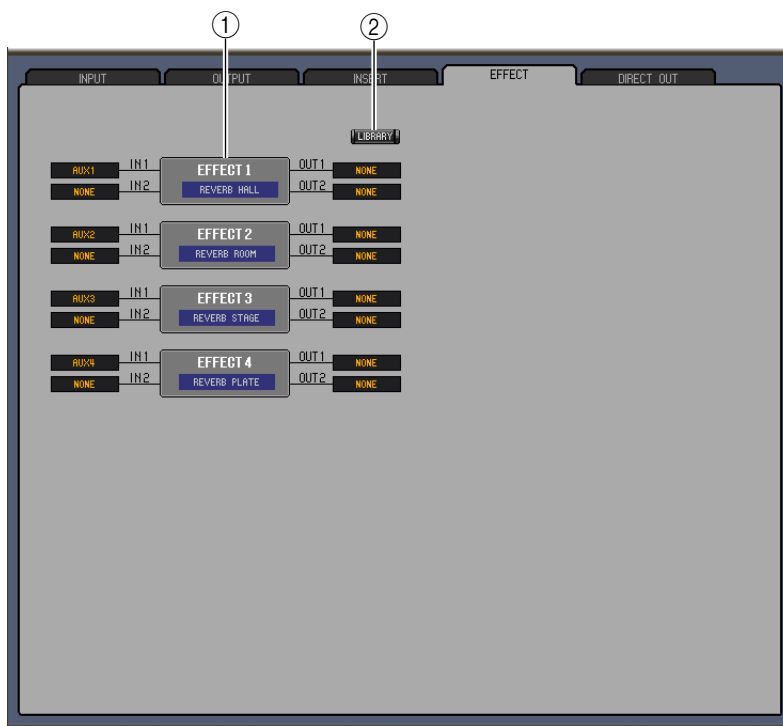 ① ②
INPUT OUTPUT INSERT EFFECT DIRECT OUT
LIBRARY
AUX1 IN1 EFFECT 1 OUT1 NONE
NONE IN2 REVERB HALL OUT2 NONE
AUX2 IN1 EFFECT 2 OUT1 NONE
NONE IN2 REVERB ROOM OUT2 NONE
AUX3 IN1 EFFECT 3 OUT1 NONE
NONE IN2 REVERB STAGE OUT2 NONE
AUX4 IN1 EFFECT 4 OUT1 NONE
NONE IN2 REVERB PLATE OUT2 NONE